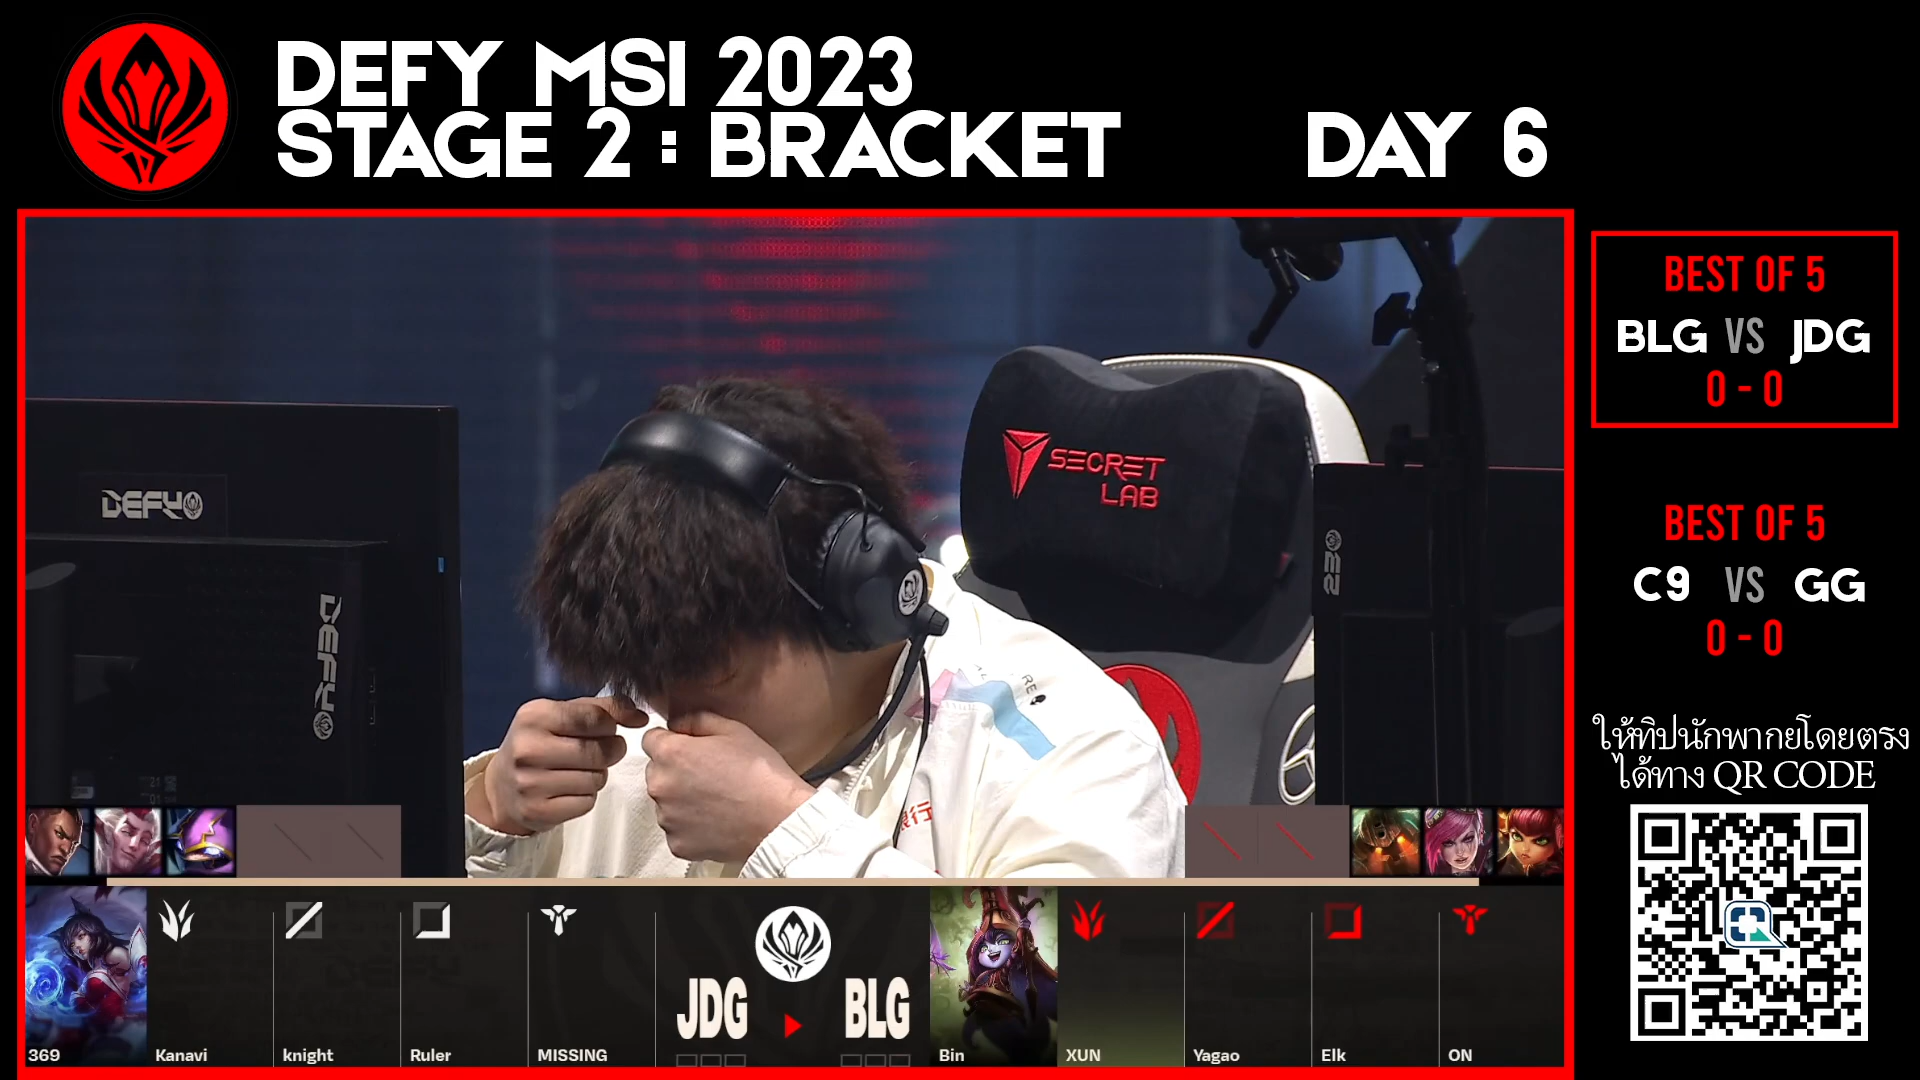 DEFY MSI 2023
STAGE 2 : BRACKET
DAY 6
BEST OF 5
BLG VS JDG
0 - 0
BEST OF 5
C9 VS GG
0 - 0
ให้ทิปนักพากย์โดยตรง
ได้ทาง QR CODE
DEFY
DEFY
SECRET
LAB
JDG
BLG
369
Kanavi
knight
Ruler
MISSING
Bin
XUN
Yagao
Elk
ON